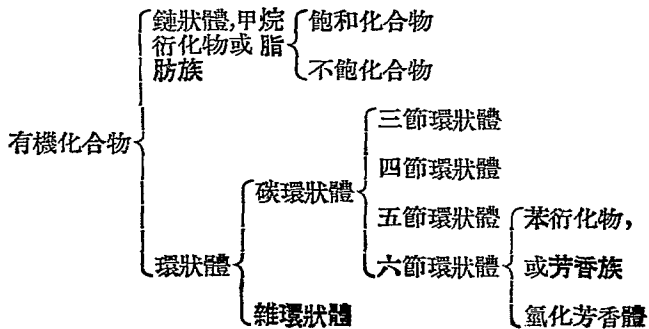 鏈狀體,甲烷
衍化物或 脂
肪族
飽和化合物
不飽化合物
有機化合物
三節環狀體
四節環狀體
碳環狀體
五節環狀體
苯衍化物,
環狀體
六節環狀體
或芳香族
雜環狀體
氫化芳香體